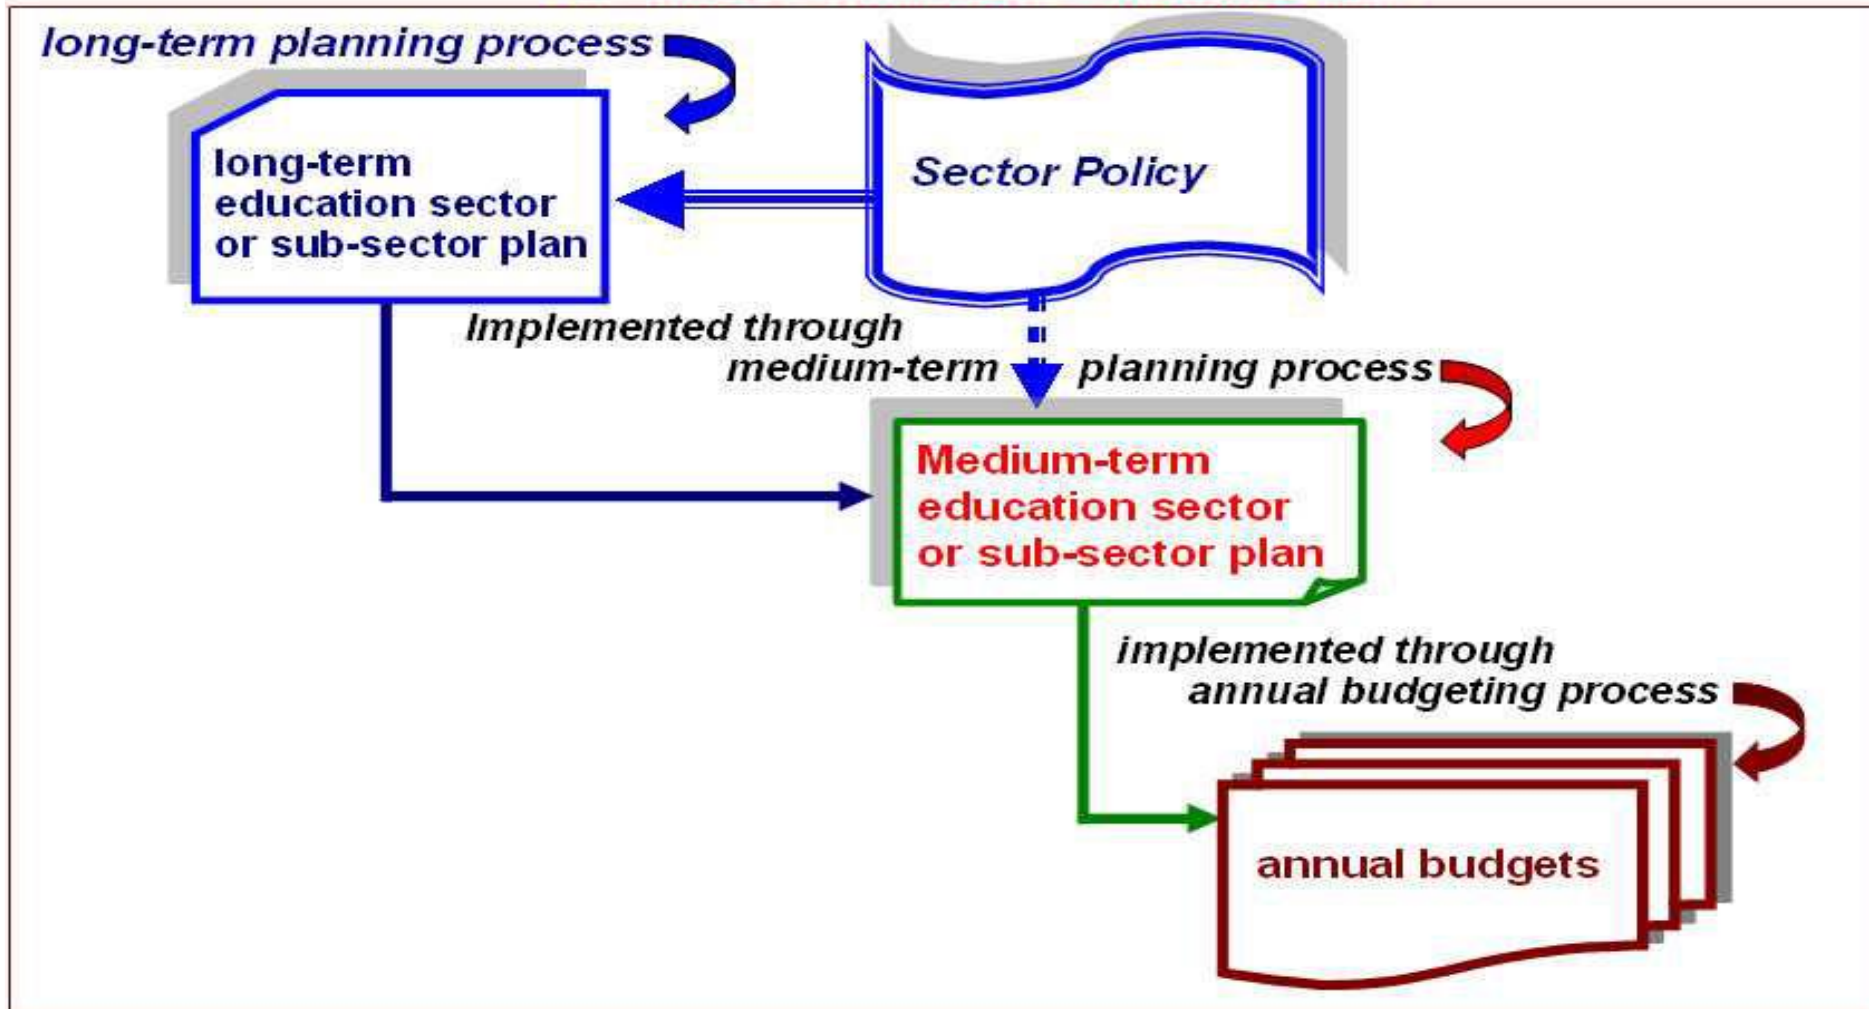 long-term planning process
long-term
education sector
or sub-sector plan
Sector Policy
Implemented through
medium-term planning process
Medium-term
education sector
or sub-sector plan
implemented through
annual budgeting process
annual budgets